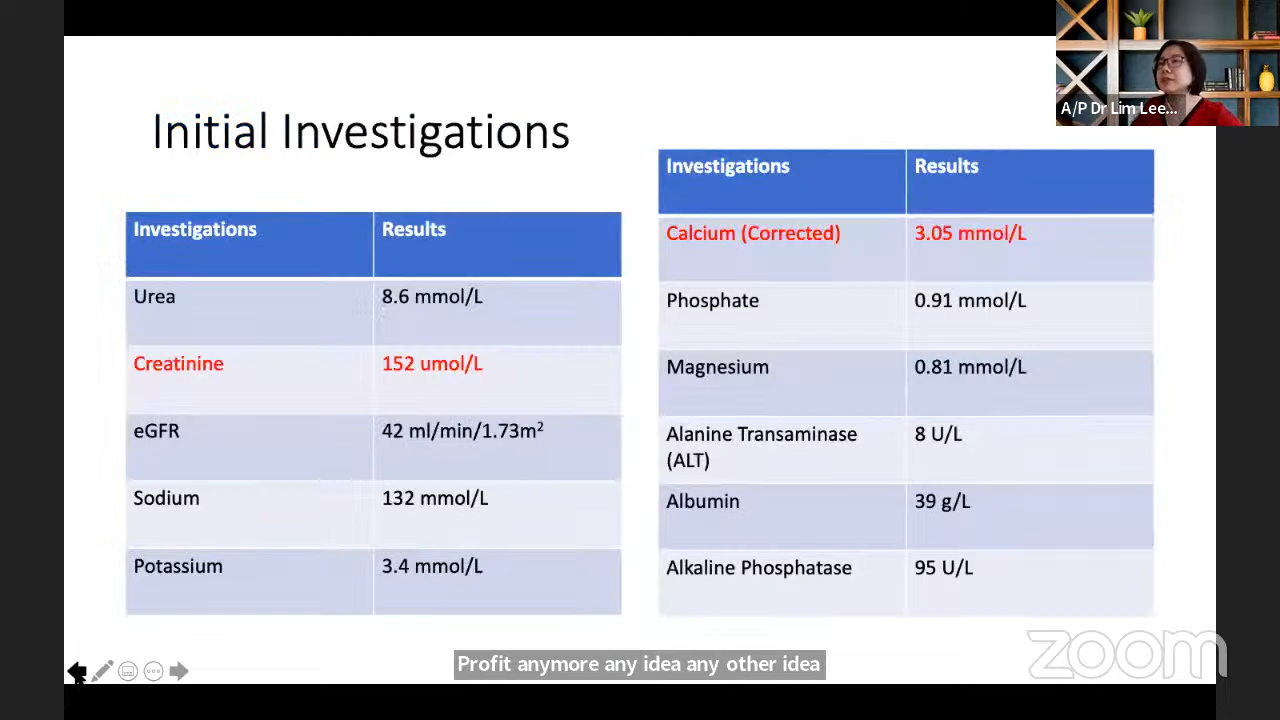 A/P Dr Lim Lee...
Initial Investigations
Investigations Results
Urea 8.6 mmol/L
Creatinine 152 umol/L
eGFR 42 ml/min/1.73m²
Sodium 132 mmol/L
Potassium 3.4 mmol/L
Investigations Results
Calcium (Corrected) 3.05 mmol/L
Phosphate 0.91 mmol/L
Magnesium 0.81 mmol/L
Alanine Transaminase 8 U/L
(ALT)
Albumin 39 g/L
Alkaline Phosphatase 95 U/L
zoom
Profit anymore any idea any other idea